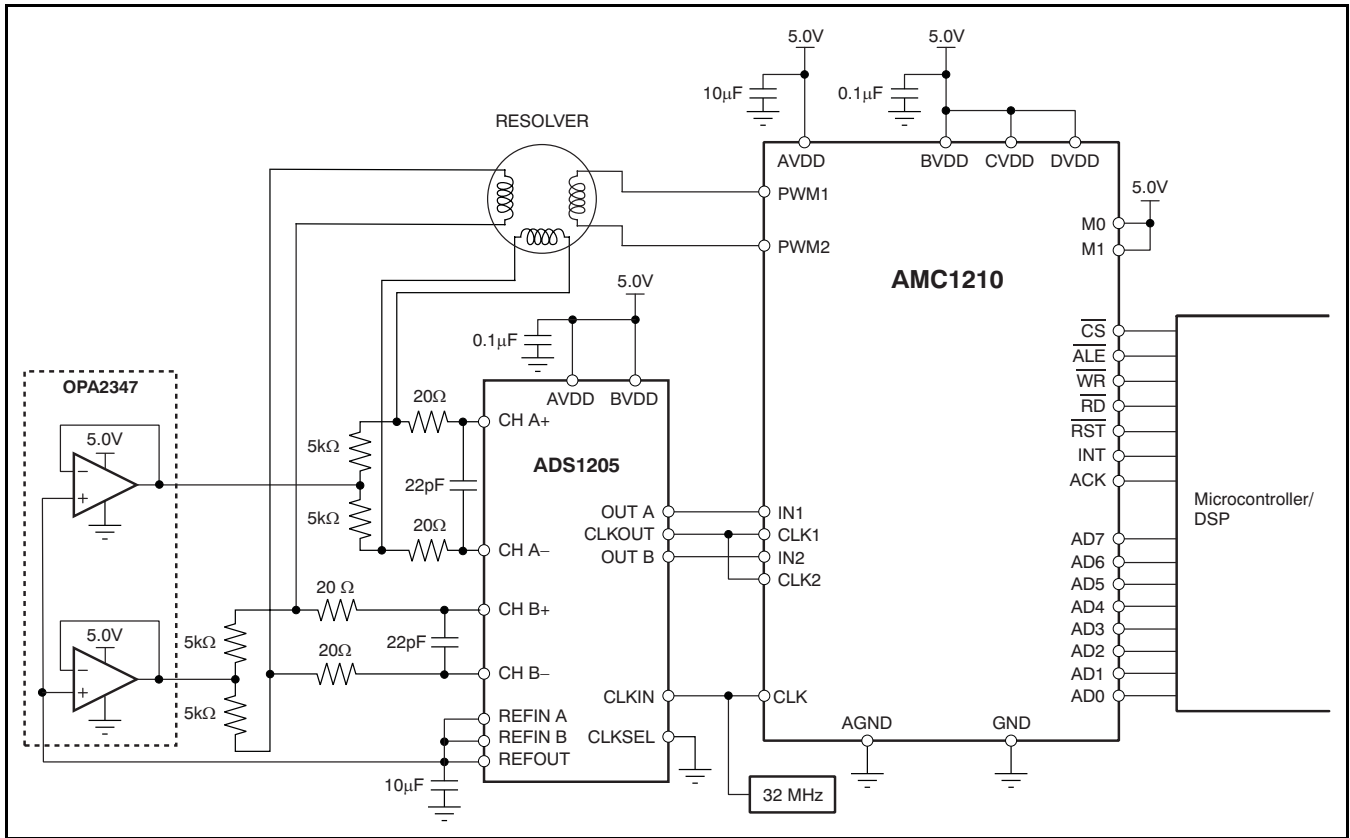 5.0V
5.0V
10μF
0.1μF
RESOLVER
AVDD
BVDD
CVDD
DVDD
5.0V
PWM1
M0
M1
PWM2
AMC1210
5.0V
0.1μF
CS
ALE
WR
RD
RST
INT
ACK
OPA2347
AVDD
BVDD
20Ω
CH A+
5.0V
5kΩ
ADS1205
22pF
5kΩ
20Ω
CH A–
OUT A
IN1
CLKOUT
CLK1
OUT B
IN2
CLK2
Microcontroller/
DSP
AD7
AD6
AD5
AD4
AD3
AD2
AD1
AD0
20 Ω
CH B+
5.0V
5kΩ
22pF
20Ω
CH B–
5kΩ
CLKIN
CLK
REFIN A
REFIN B
CLKSEL
REFOUT
AGND
GND
10μF
32 MHz